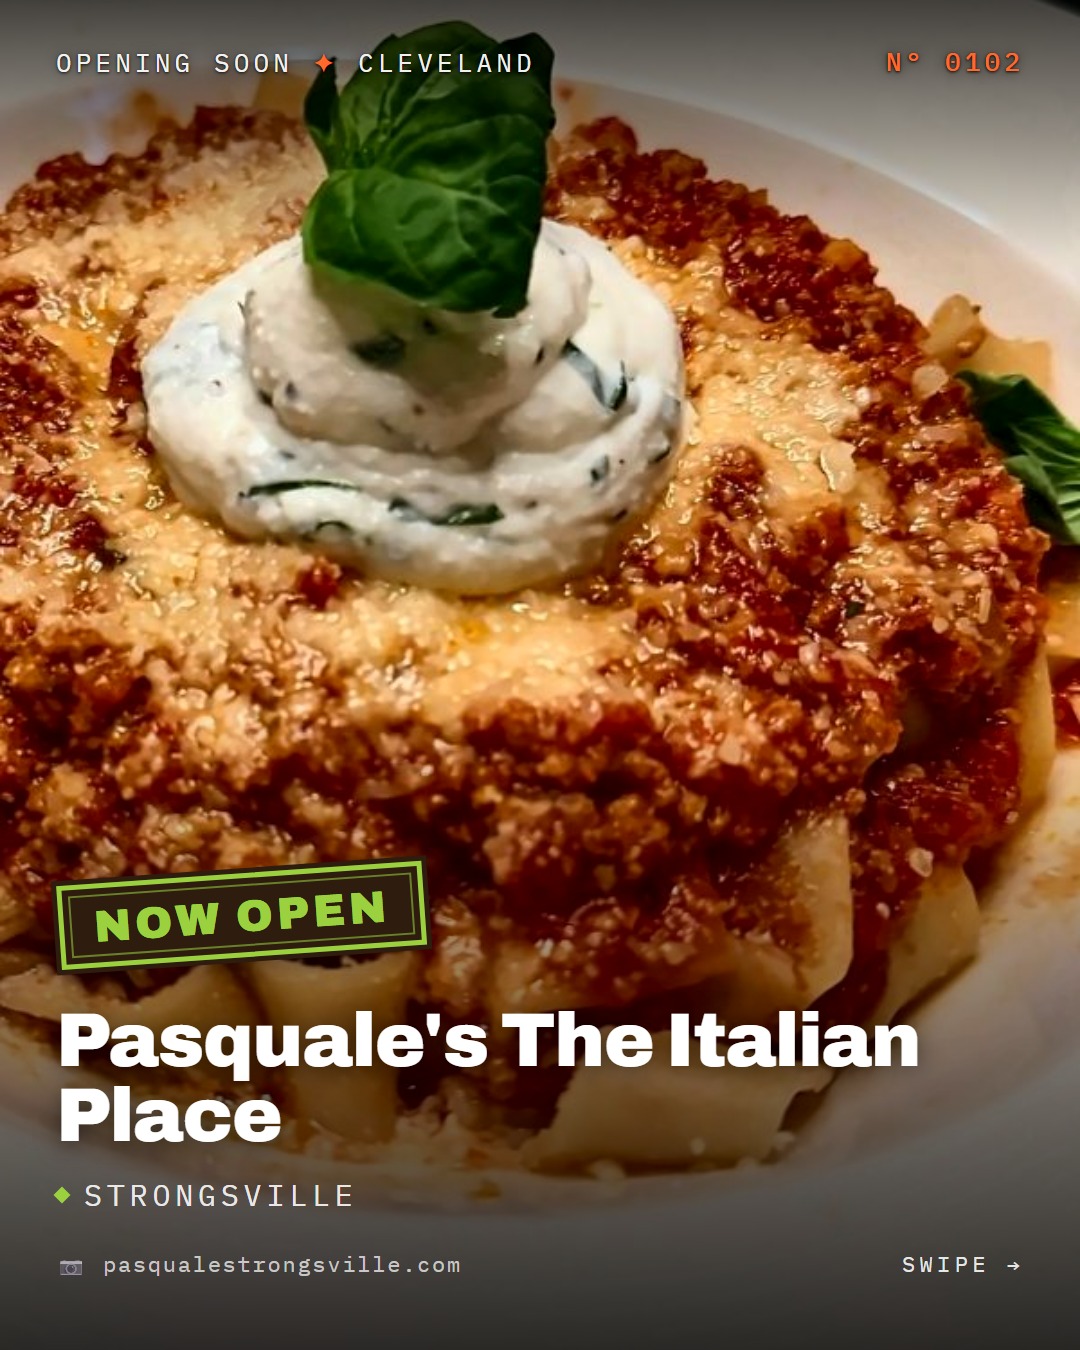 OPENING SOON ✦ CLEVELAND
N° 0102
NOW OPEN
Pasquale's The Italian
Place
STRONGSVILLE
pasqualestrongsville.com
SWIPE →